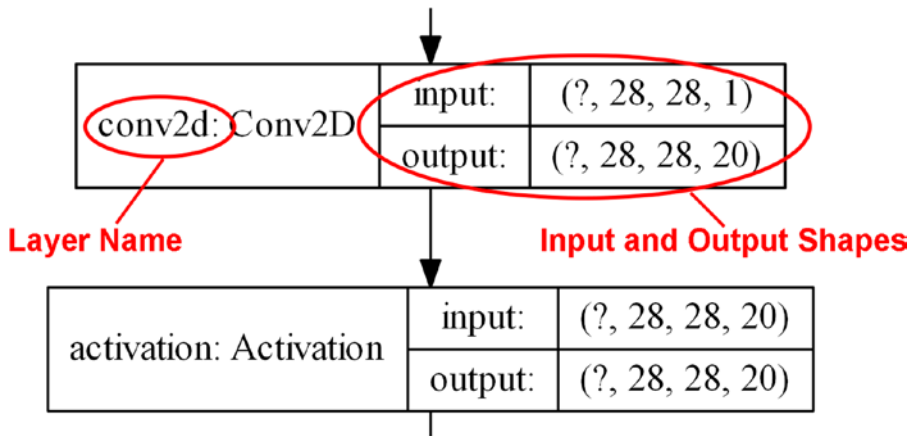 conv2d: Conv2D
input: (?, 28, 28, 1)
output: (?, 28, 28, 20)
Layer Name
Input and Output Shapes
activation: Activation
input: (?, 28, 28, 20)
output: (?, 28, 28, 20)